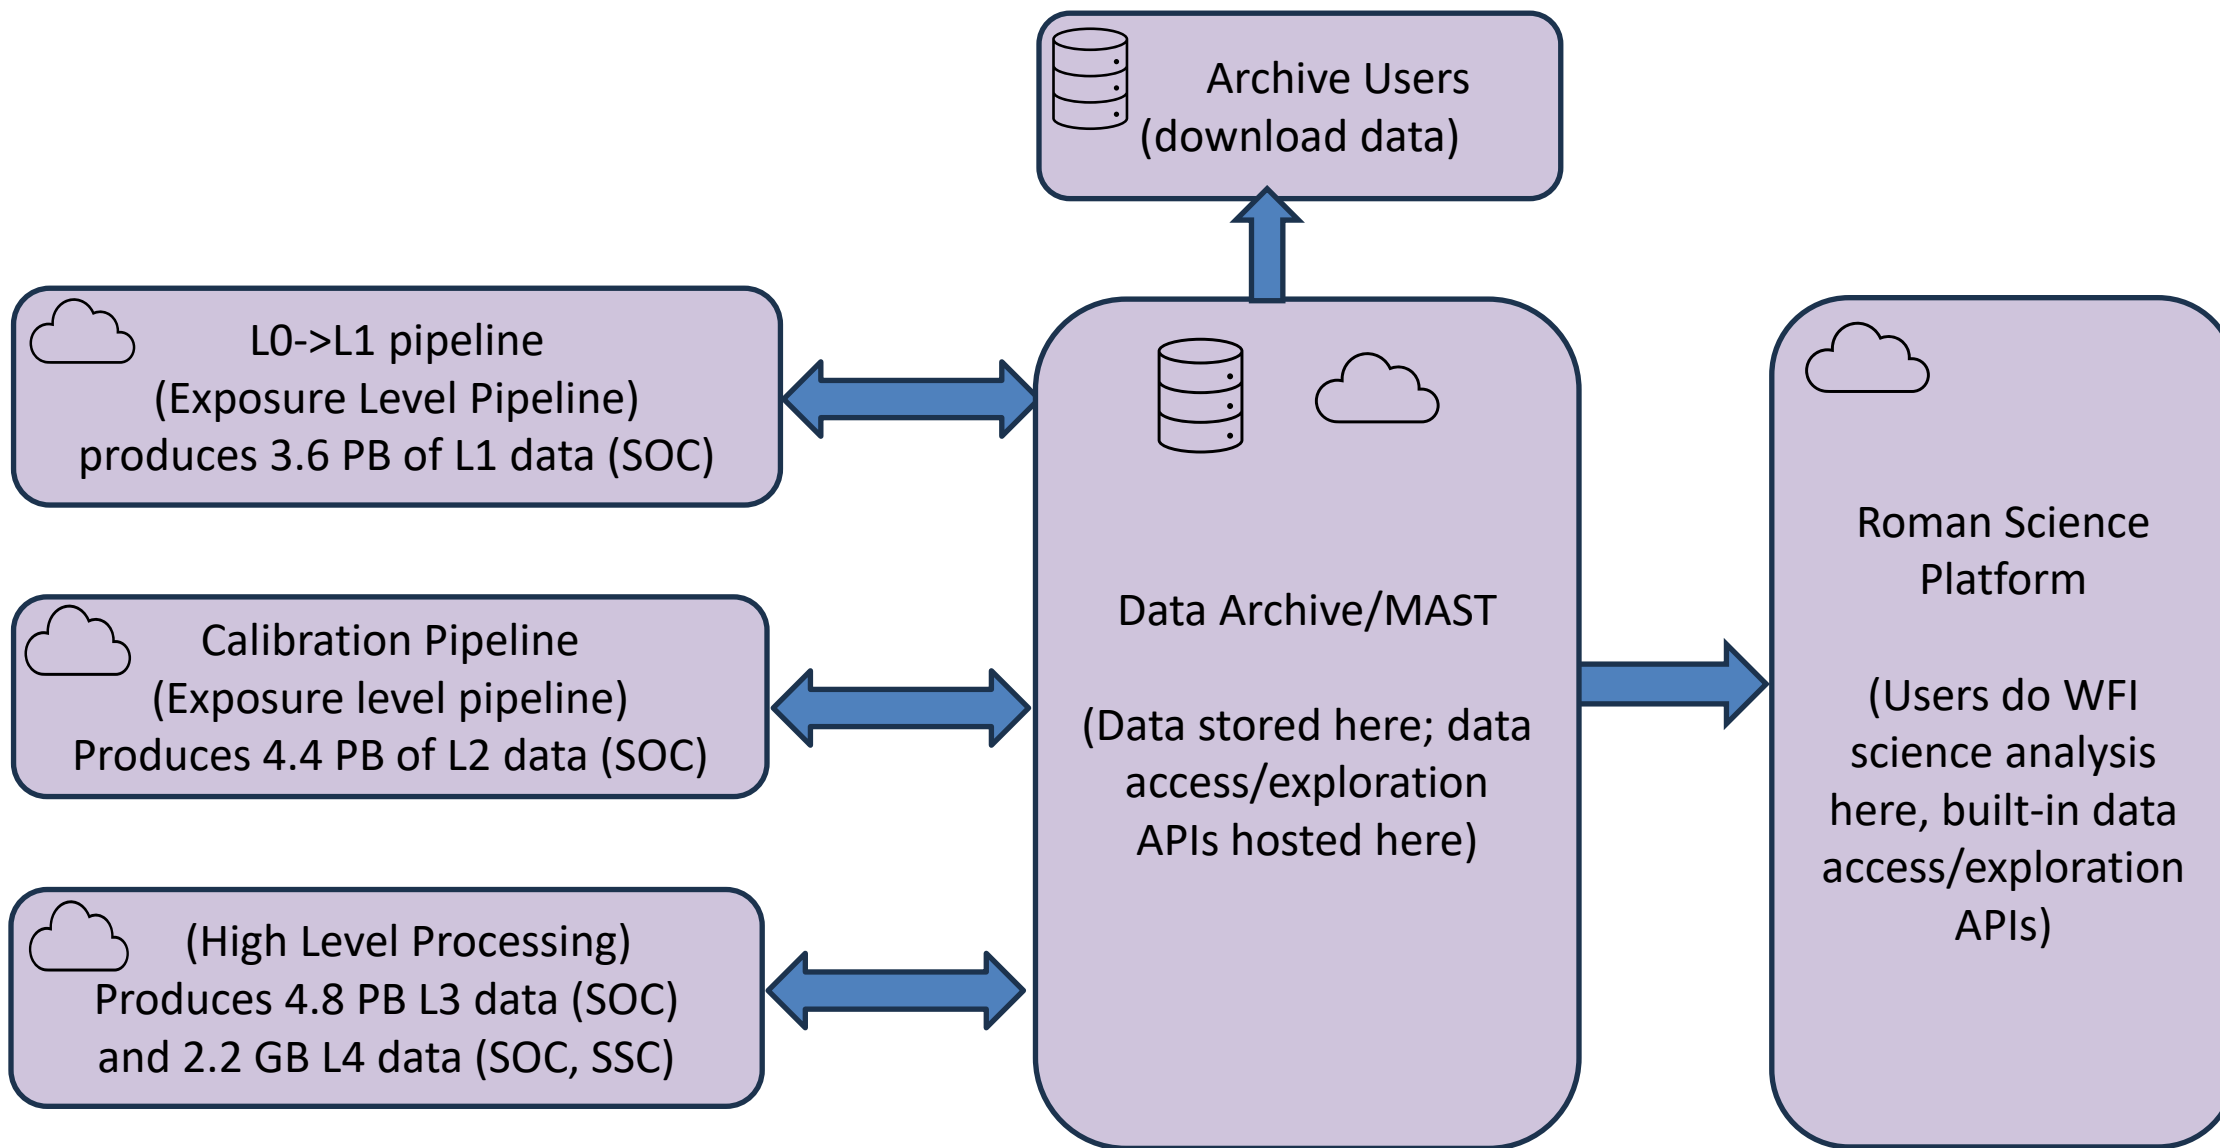 Archive Users
(download data)
L0->L1 pipeline
(Exposure Level Pipeline)
produces 3.6 PB of L1 data (SOC)
Calibration Pipeline
(Exposure level pipeline)
Produces 4.4 PB of L2 data (SOC)
(High Level Processing)
Produces 4.8 PB L3 data (SOC)
and 2.2 GB L4 data (SOC, SSC)
Data Archive/MAST
(Data stored here; data
access/exploration
APIs hosted here)
Roman Science
Platform
(Users do WFI
science analysis
here, built-in data
access/exploration
APIs)